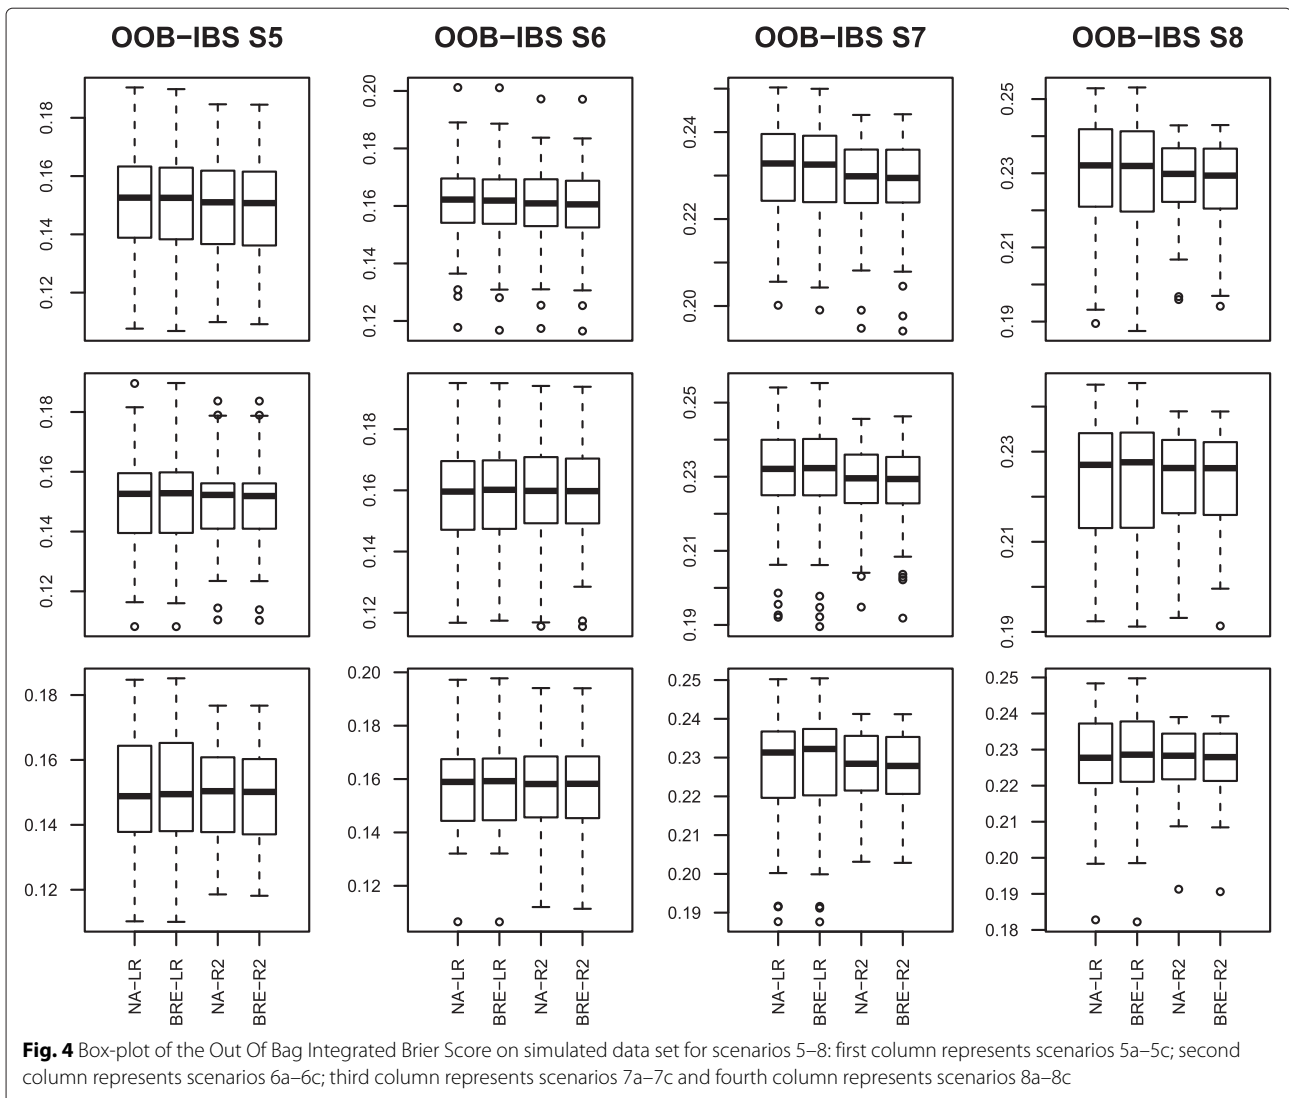 OOB−IBS S5
OOB−IBS S6
OOB−IBS S7
OOB−IBS S8
0.18
0.16
0.14
0.12
0.20
0.18
0.16
0.14
0.12
0.24
0.22
0.20
0.25
0.23
0.21
0.19
0.18
0.16
0.14
0.12
0.18
0.16
0.14
0.12
0.25
0.23
0.21
0.19
0.23
0.21
0.19
0.18
0.16
0.14
0.12
0.20
0.18
0.16
0.14
0.12
0.25
0.24
0.23
0.22
0.21
0.20
0.19
0.25
0.24
0.23
0.22
0.21
0.20
0.19
0.18
NA−LR
BRE−LR
NA−R2
BRE−R2
NA−LR
BRE−LR
NA−R2
BRE−R2
NA−LR
BRE−LR
NA−R2
BRE−R2
NA−LR
BRE−LR
NA−R2
BRE−R2
Fig. 4 Box-plot of the Out Of Bag Integrated Brier Score on simulated data set for scenarios 5–8: first column represents scenarios 5a–5c; second
column represents scenarios 6a–6c; third column represents scenarios 7a–7c and fourth column represents scenarios 8a–8c